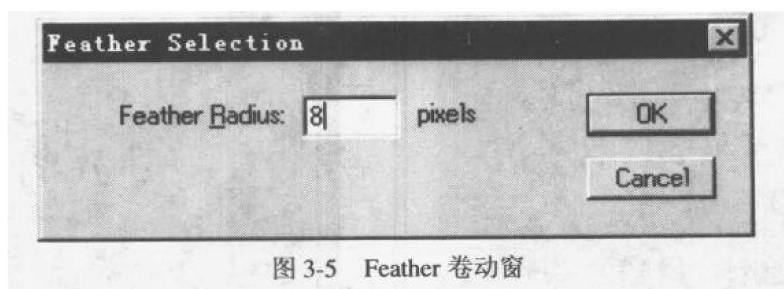 Feather Selection
Feather Radius: 8 pixels
OK
Cancel
图 3-5 Feather 卷动窗